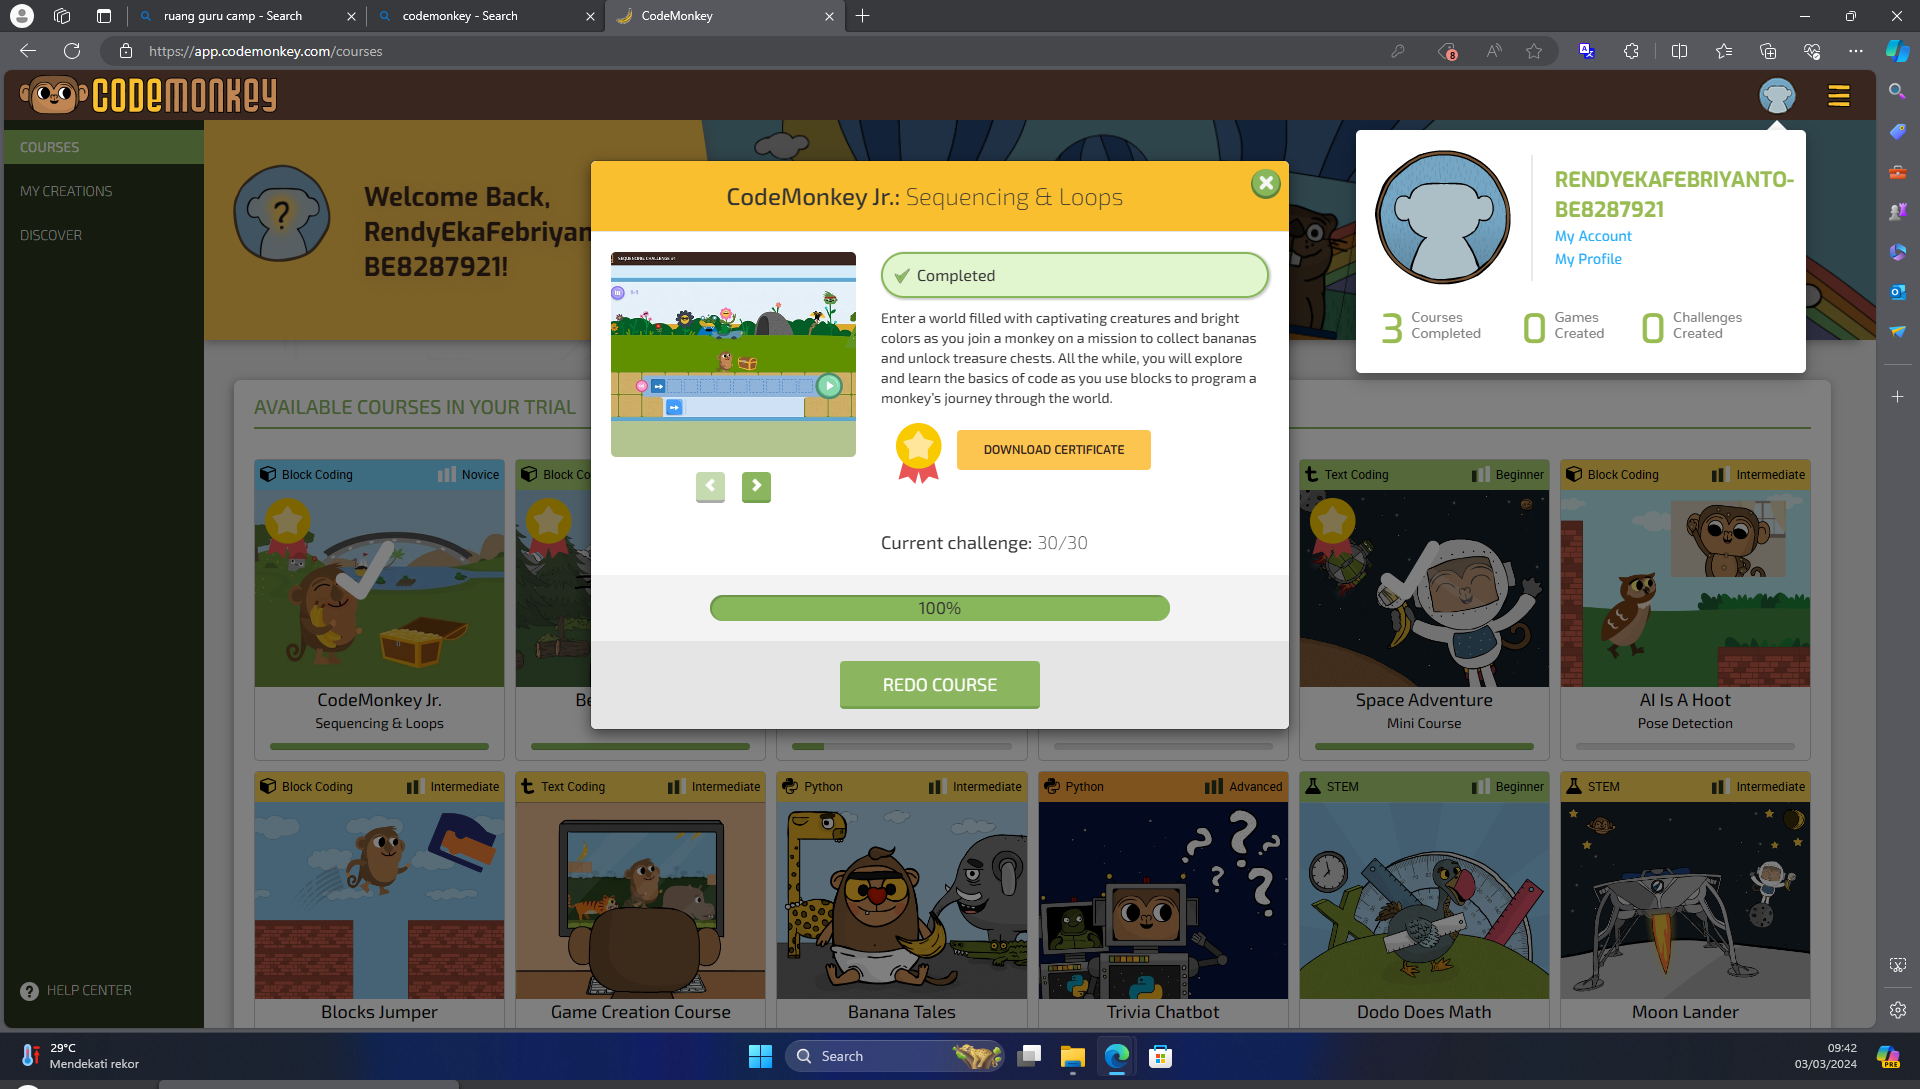 ruang guru camp - Search
codemonkey - Search
CodeMonkey
https://app.codemonkey.com/courses
8
CODEMONKEY
COURSES
MY CREATIONS
DISCOVER
HELP CENTER
Welcome Back,
RendyEkaFebriyan
BE8287921!
RENDYEKAFEBRIYANTO-
BE8287921
My Account
My Profile
3 Courses Completed
0 Games Created
0 Challenges Created
CodeMonkey Jr.: Sequencing & Loops
SEQUENCING CHALLENGE #1
1-1
Completed
Enter a world filled with captivating creatures and bright
colors as you join a monkey on a mission to collect bananas
and unlock treasure chests. All the while, you will explore
and learn the basics of code as you use blocks to program a
monkey's journey through the world.
DOWNLOAD CERTIFICATE
Current challenge: 30/30
100%
REDO COURSE
AVAILABLE COURSES IN YOUR TRIAL
Block Coding Novice
CodeMonkey Jr.
Sequencing & Loops
Block Co
Be
Text Coding Beginner
Space Adventure
Mini Course
Block Coding Intermediate
AI Is A Hoot
Pose Detection
Block Coding Intermediate
Blocks Jumper
Text Coding Intermediate
Game Creation Course
Python Intermediate
Banana Tales
Python Advanced
Trivia Chatbot
STEM Beginner
Dodo Does Math
STEM Intermediate
Moon Lander
29°C
Mendekati rekor
Search
09:42
03/03/2024
PRE